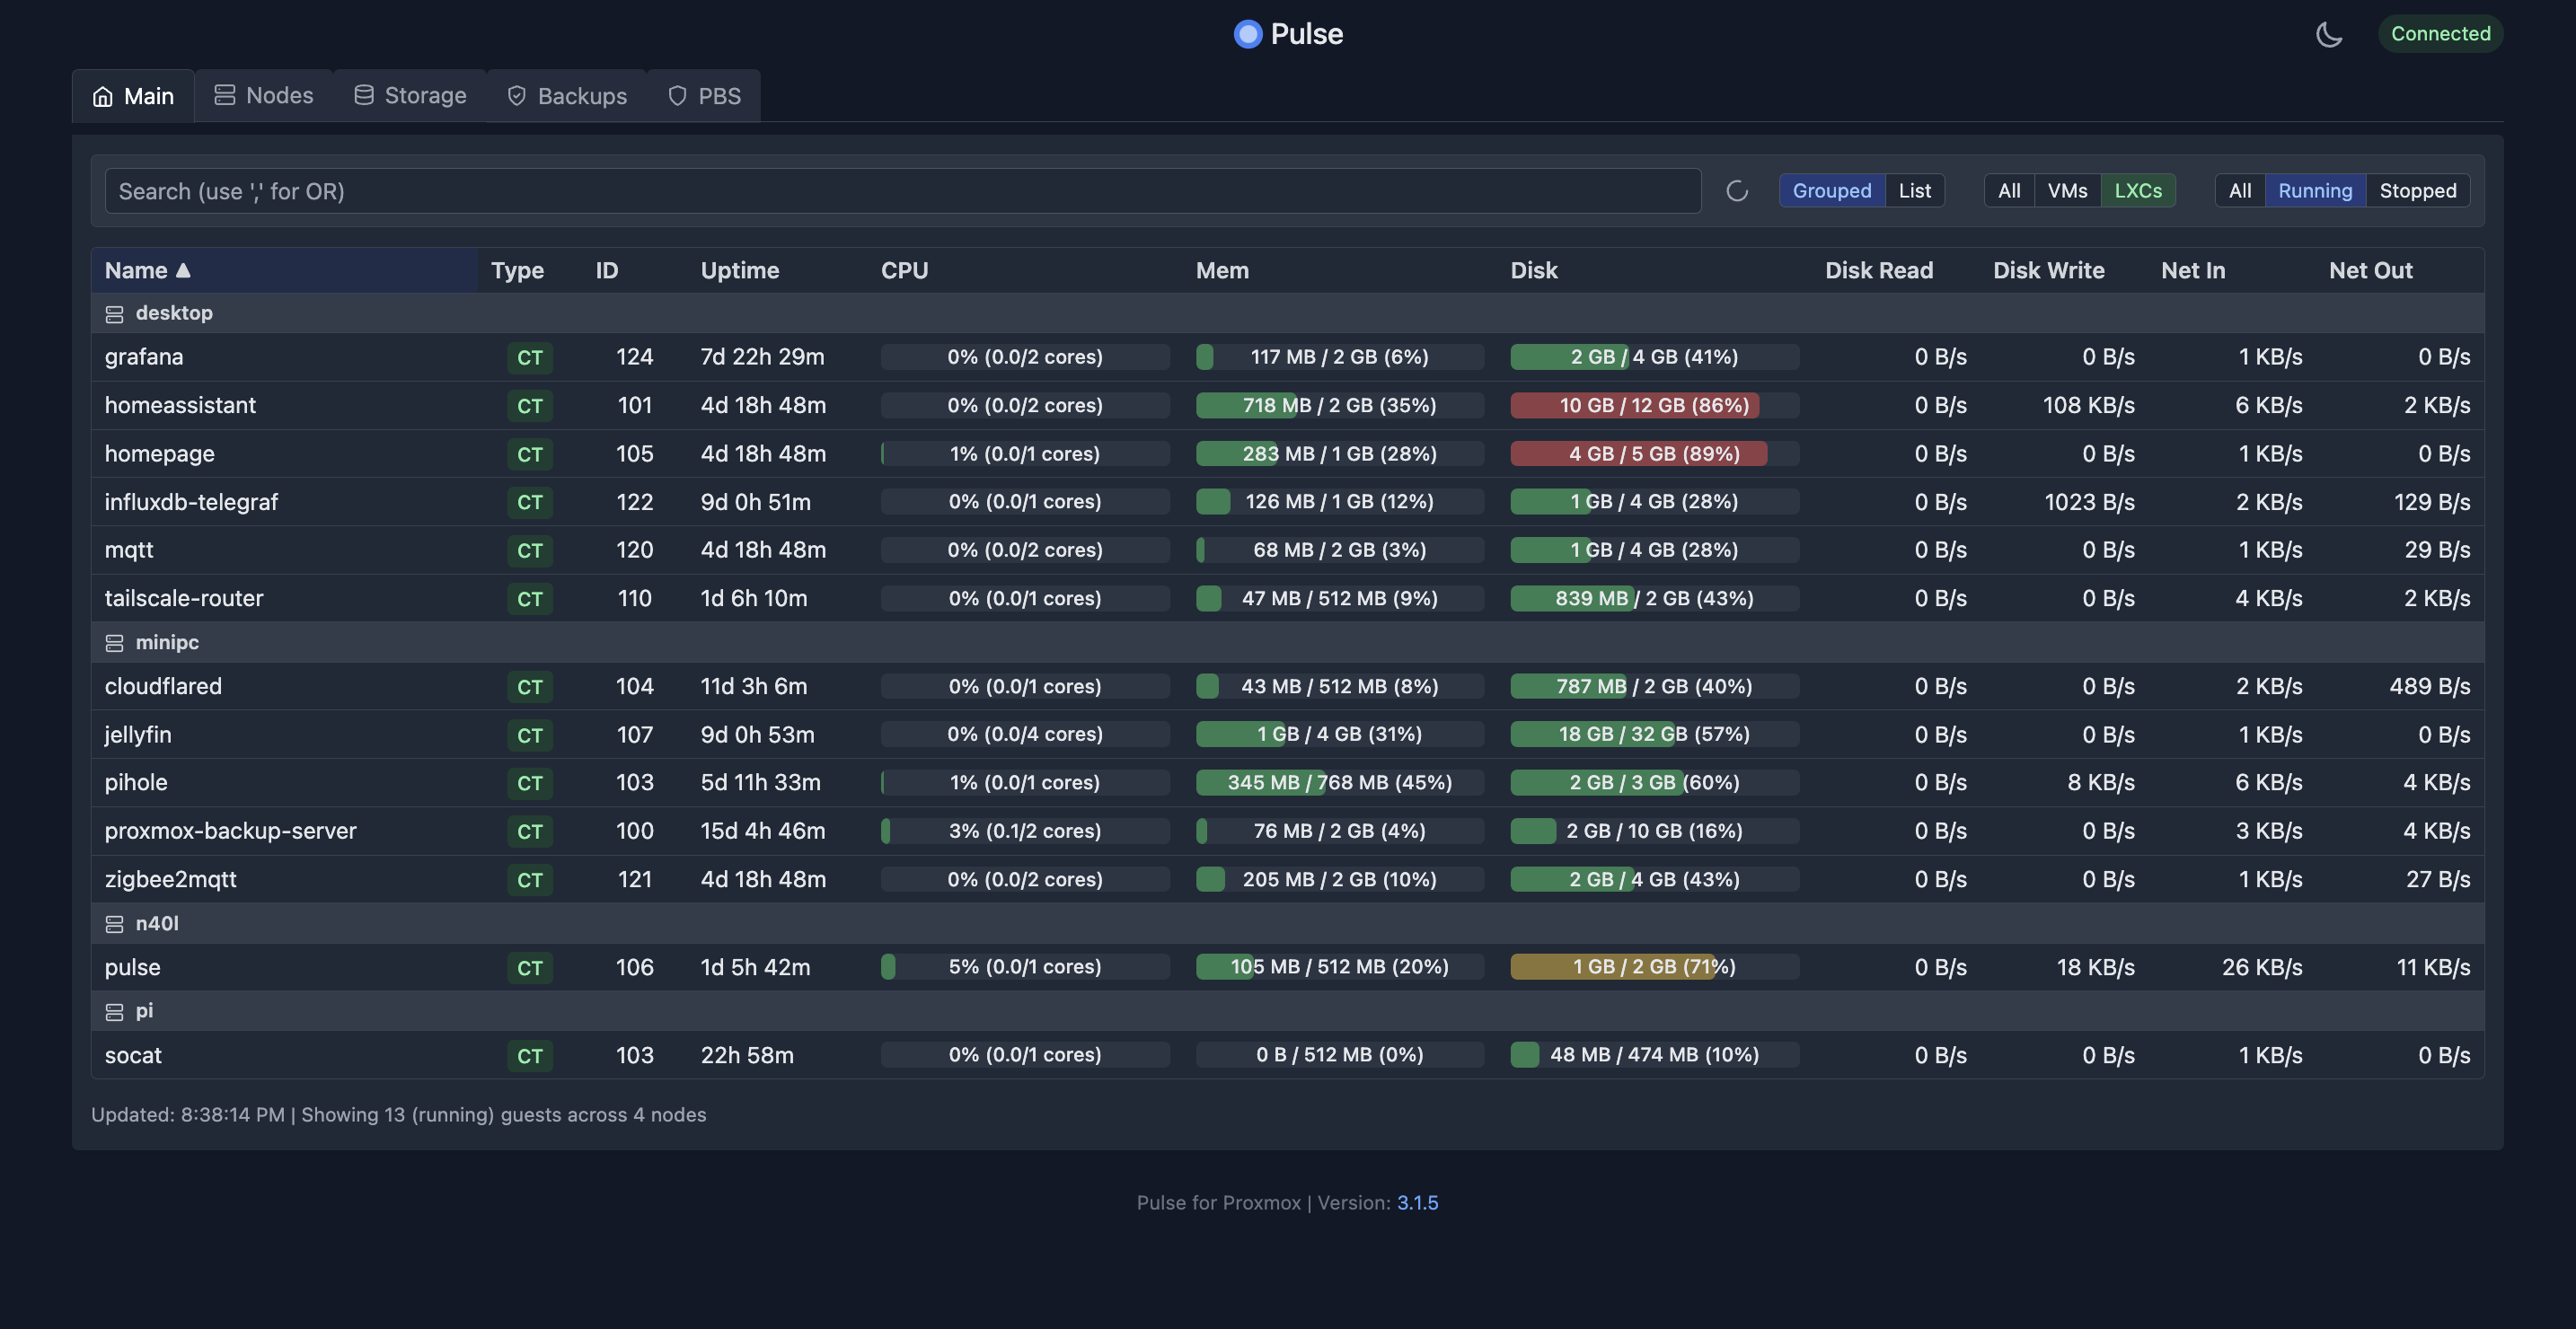 Pulse
Connected
Main Nodes Storage Backups PBS
Search (use ',' for OR) Grouped List All VMs LXCs All Running Stopped
Name ▲ Type ID Uptime CPU Mem Disk Disk Read Disk Write Net In Net Out
desktop
grafana CT 124 7d 22h 29m 0% (0.0/2 cores) 117 MB / 2 GB (6%) 2 GB / 4 GB (41%) 0 B/s 0 B/s 1 KB/s 0 B/s
homeassistant CT 101 4d 18h 48m 0% (0.0/2 cores) 718 MB / 2 GB (35%) 10 GB / 12 GB (86%) 0 B/s 108 KB/s 6 KB/s 2 KB/s
homepage CT 105 4d 18h 48m 1% (0.0/1 cores) 283 MB / 1 GB (28%) 4 GB / 5 GB (89%) 0 B/s 0 B/s 1 KB/s 0 B/s
influxdb-telegraf CT 122 9d 0h 51m 0% (0.0/1 cores) 126 MB / 1 GB (12%) 1 GB / 4 GB (28%) 0 B/s 1023 B/s 2 KB/s 129 B/s
mqtt CT 120 4d 18h 48m 0% (0.0/2 cores) 68 MB / 2 GB (3%) 1 GB / 4 GB (28%) 0 B/s 0 B/s 1 KB/s 29 B/s
tailscale-router CT 110 1d 6h 10m 0% (0.0/1 cores) 47 MB / 512 MB (9%) 839 MB / 2 GB (43%) 0 B/s 0 B/s 4 KB/s 2 KB/s
minipc
cloudflared CT 104 11d 3h 6m 0% (0.0/1 cores) 43 MB / 512 MB (8%) 787 MB / 2 GB (40%) 0 B/s 0 B/s 2 KB/s 489 B/s
jellyfin CT 107 9d 0h 53m 0% (0.0/4 cores) 1 GB / 4 GB (31%) 18 GB / 32 GB (57%) 0 B/s 0 B/s 1 KB/s 0 B/s
pihole CT 103 5d 11h 33m 1% (0.0/1 cores) 345 MB / 768 MB (45%) 2 GB / 3 GB (60%) 0 B/s 8 KB/s 6 KB/s 4 KB/s
proxmox-backup-server CT 100 15d 4h 46m 3% (0.1/2 cores) 76 MB / 2 GB (4%) 2 GB / 10 GB (16%) 0 B/s 0 B/s 3 KB/s 4 KB/s
zigbee2mqtt CT 121 4d 18h 48m 0% (0.0/2 cores) 205 MB / 2 GB (10%) 2 GB / 4 GB (43%) 0 B/s 0 B/s 1 KB/s 27 B/s
n40l
pulse CT 106 1d 5h 42m 5% (0.0/1 cores) 105 MB / 512 MB (20%) 1 GB / 2 GB (71%) 0 B/s 18 KB/s 26 KB/s 11 KB/s
pi
socat CT 103 22h 58m 0% (0.0/1 cores) 0 B / 512 MB (0%) 48 MB / 474 MB (10%) 0 B/s 0 B/s 1 KB/s 0 B/s
Updated: 8:38:14 PM | Showing 13 (running) guests across 4 nodes
Pulse for Proxmox | Version: 3.1.5